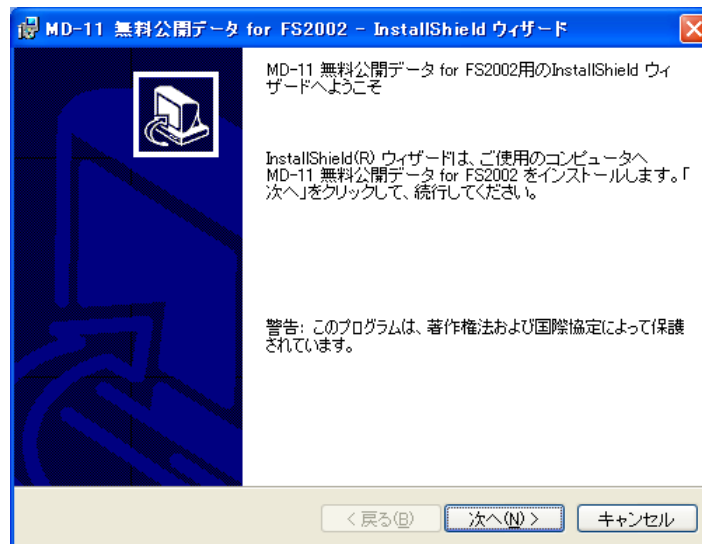 MD-11 無料公開データ for FS2002 - InstallShield ウィザード
MD-11 無料公開データ for FS2002用のInstallShield ウィ
ザードへようこそ
InstallShield(R) ウィザードは、ご使用のコンピュータへ
MD-11 無料公開データ for FS2002 をインストールします。「
次へ」をクリックして、続行してください。
警告: このプログラムは、著作権法および国際協定によって保護
されています。
< 戻る(B)
次へ(N) >
キャンセル